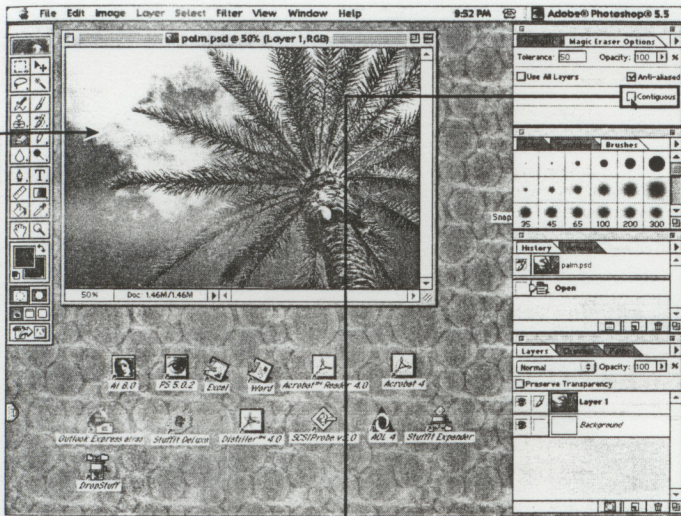 File Edit Image Layer Select Filter View Window Help 9:52 PM Adobe® Photoshop® 5.5
palm.psd @ 50% (Layer 1,RGB)
Magic Eraser Options
Tolerance: 50 Opacity: 100 %
Use All Layers Anti-aliased
Contiguous
Brushes
35 45 65 100 200 300
Snap
History
palm.psd
Open
50% Doc: 1.46M/1.46M
Layers
Normal Opacity: 100 %
Preserve Transparency
Layer 1
Background
AI 8.0 PS 5.0.2 Excel Word Acrobat™ Reader 4.0 Acrobat 4
Outlook Express alias StuffIt Deluxe Distiller™ 4.0 SCSIProbe AOL 4 StuffIt Expander
DropStuff